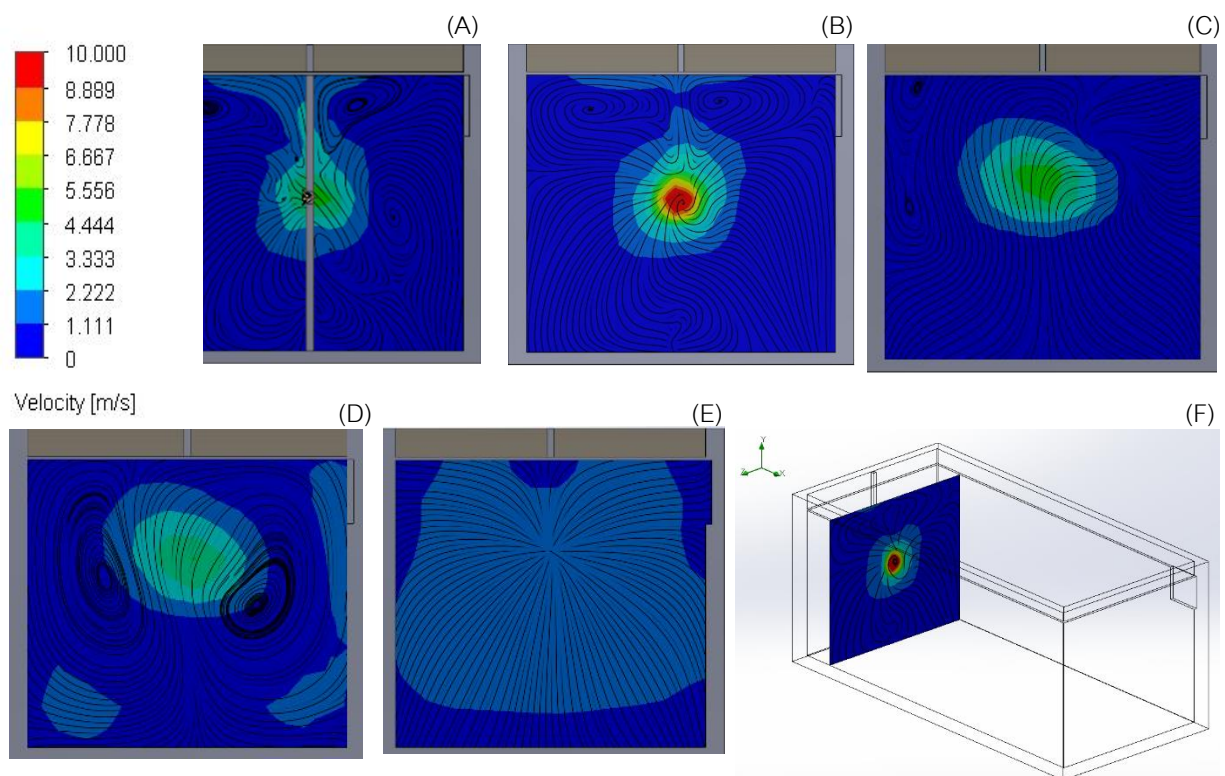 (A)
(B)
(C)
10.000
8.889
7.778
6.667
5.556
4.444
3.333
2.222
1.111
0
Velocity [m/s]
(D)
(E)
(F)
Y
Z
X